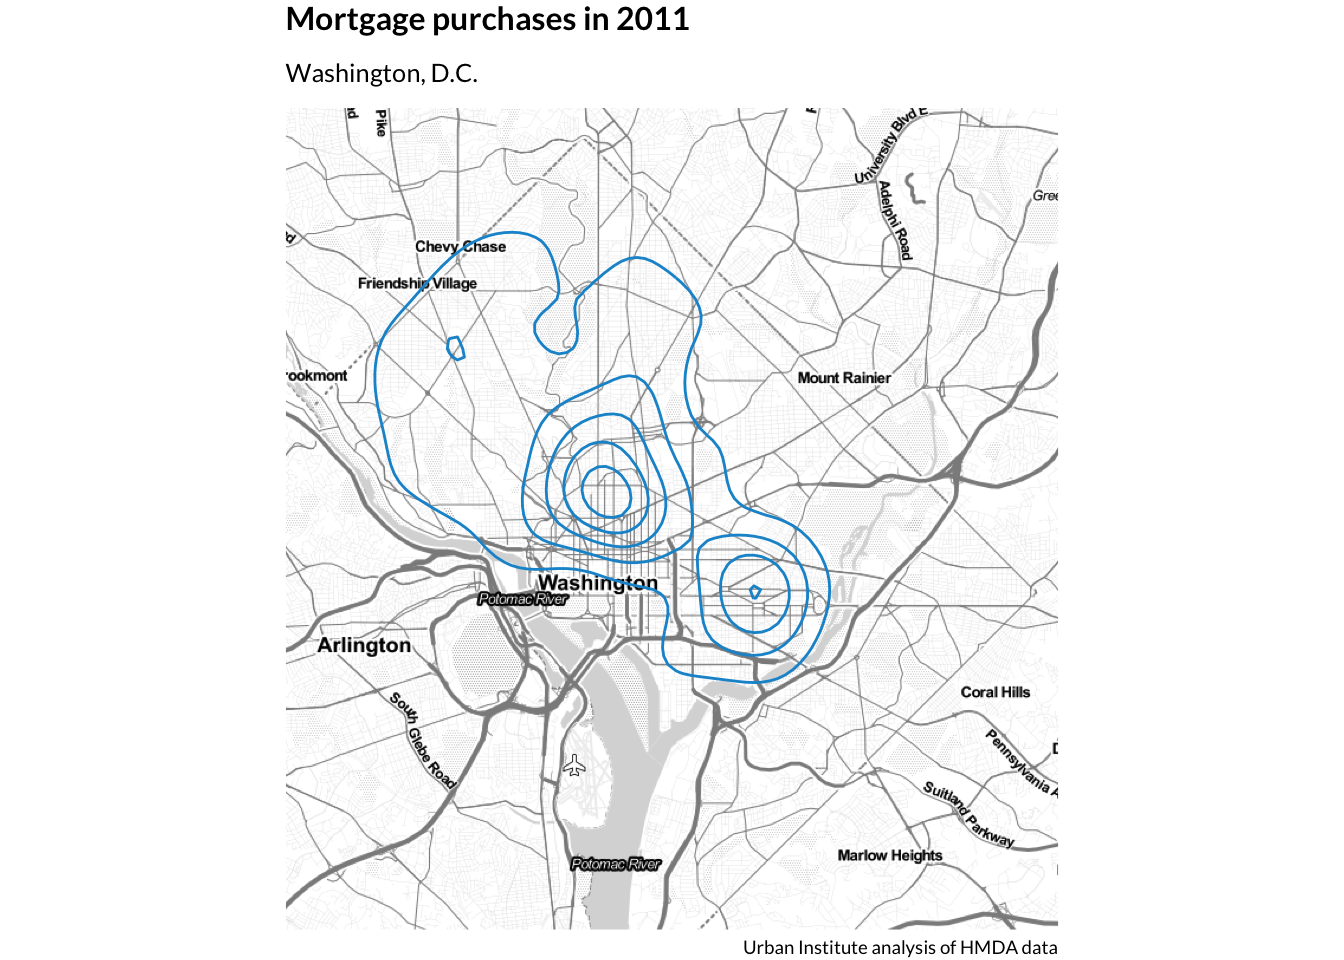 Mortgage purchases in 2011
Washington, D.C.
Pike
University Blvd E
Adelphi Road
Chevy Chase
Friendship Village
Mount Rainier
Washington
Potomac River
Arlington
South Glebe Road
Coral Hills
Pennsylvania A
Suitland Parkway
Marlow Heights
Potomac River
Urban Institute analysis of HMDA data